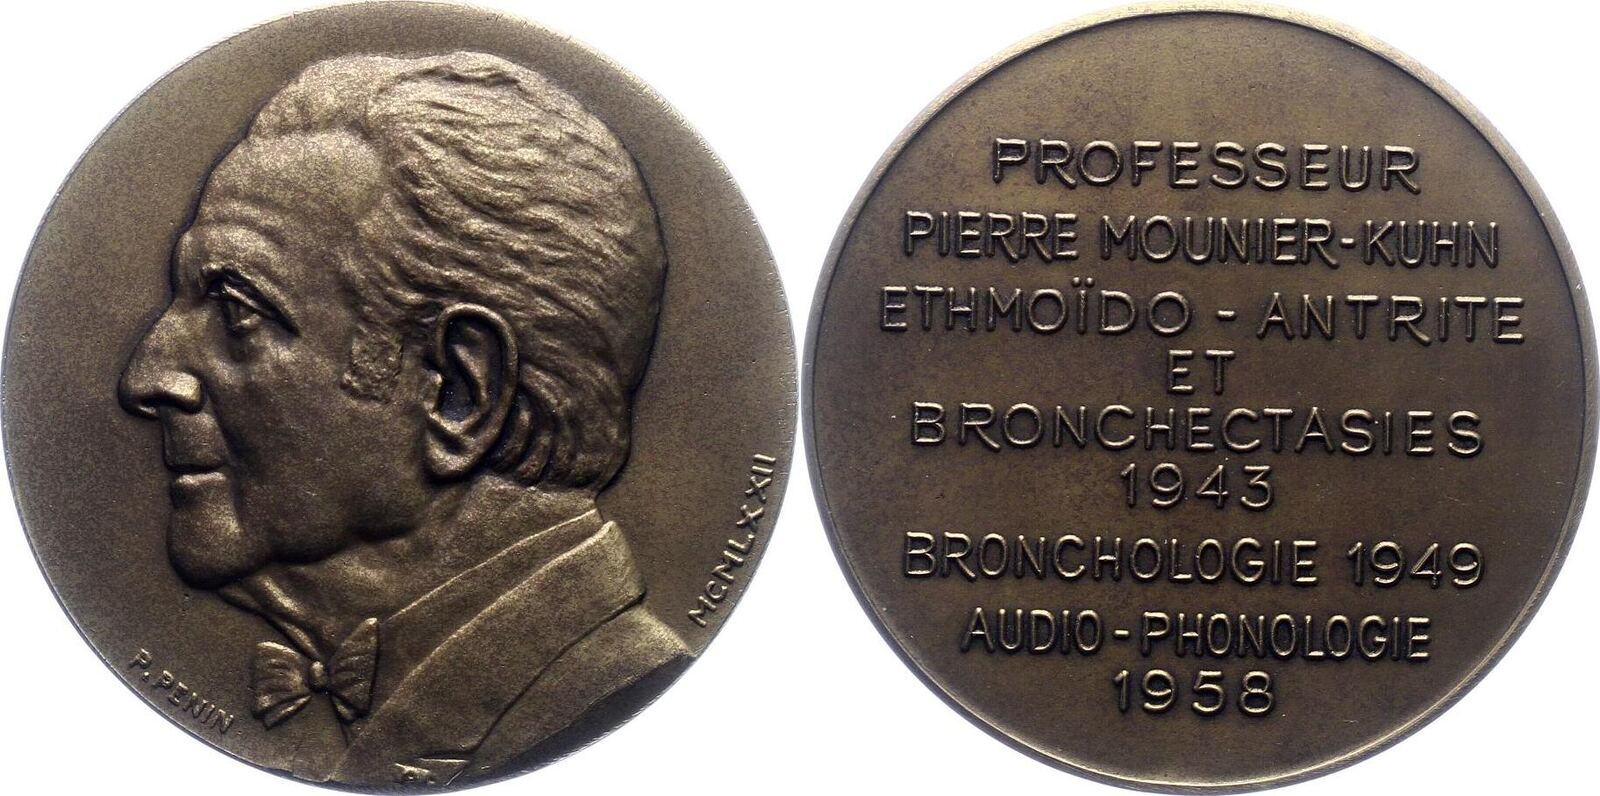 P. PENIN
MCMLXXII
PROFESSEUR
PIERRE MOUNIER-KUHN
ETHMOÏDO - ANTRITE
ET
BRONCHECTASIES
1943
BRONCHOLOGIE 1949
AUDIO-PHONOLOGIE
1958